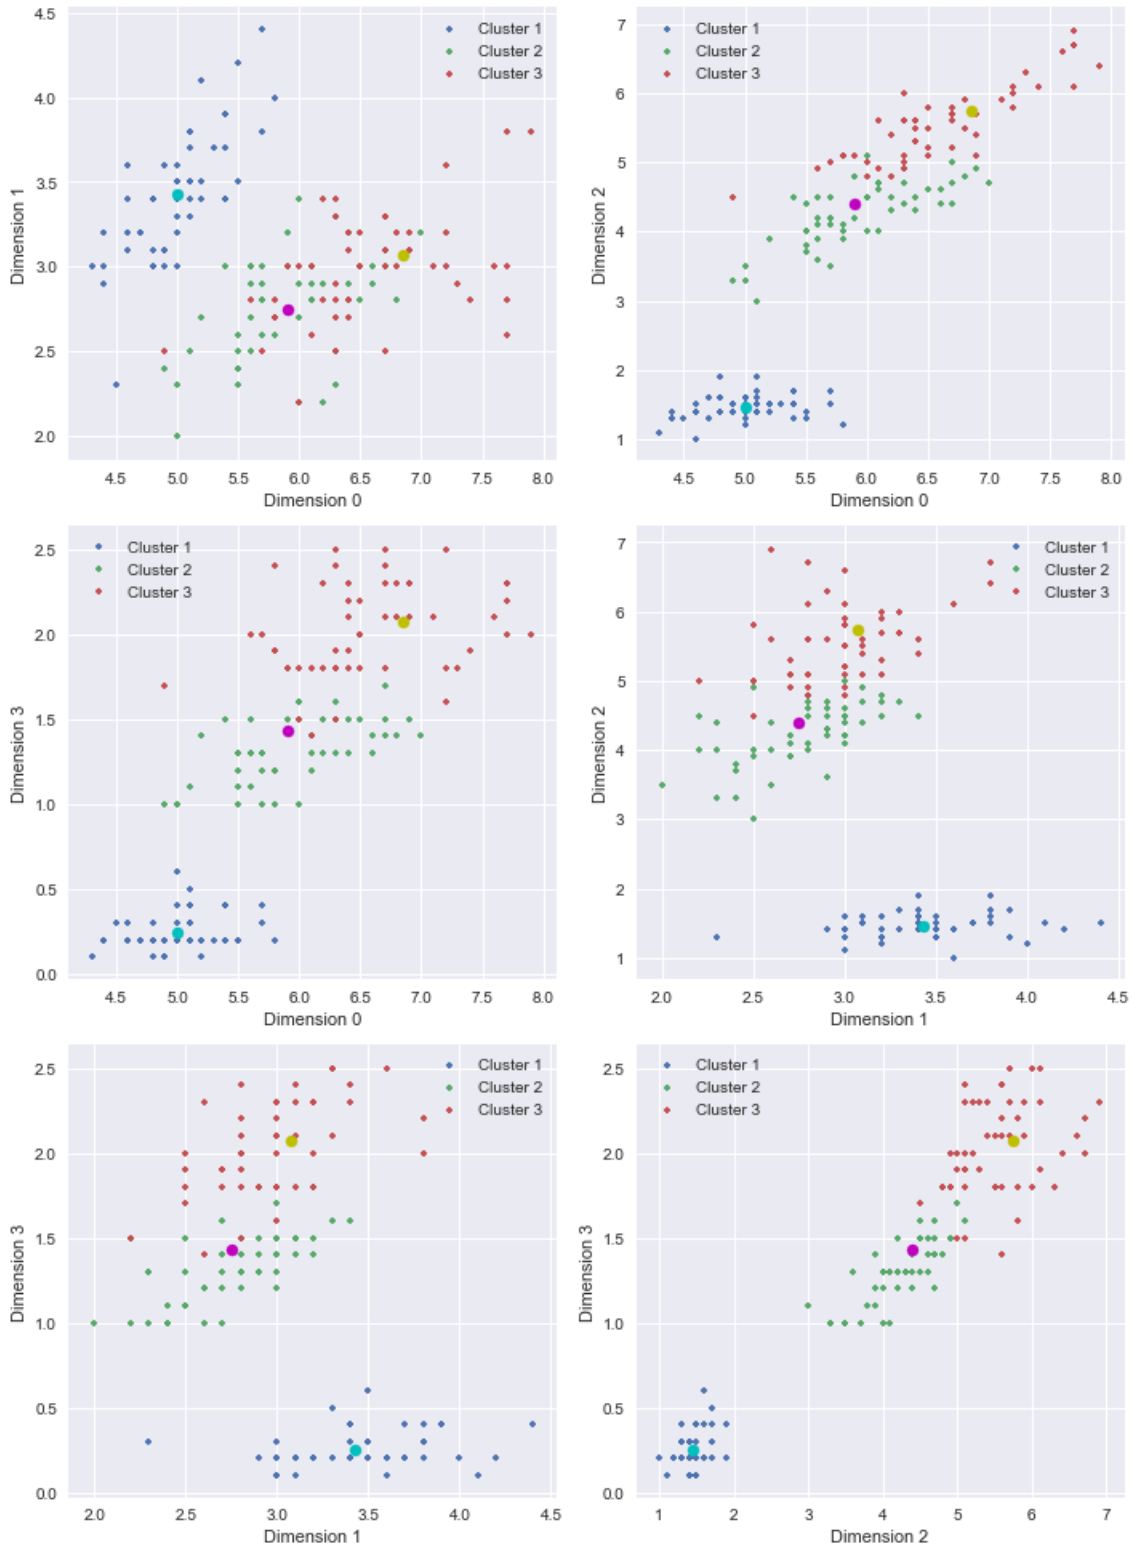 4.5
4.0
3.5
3.0
2.5
2.0
Dimension 1
Cluster 1
Cluster 2
Cluster 3
4.5 5.0 5.5 6.0 6.5 7.0 7.5 8.0
Dimension 0
7
6
5
4
3
2
1
Dimension 2
Cluster 1
Cluster 2
Cluster 3
4.5 5.0 5.5 6.0 6.5 7.0 7.5 8.0
Dimension 0
2.5
2.0
1.5
1.0
0.5
0.0
Dimension 3
Cluster 1
Cluster 2
Cluster 3
4.5 5.0 5.5 6.0 6.5 7.0 7.5 8.0
Dimension 0
7
6
5
4
3
2
1
Dimension 2
Cluster 1
Cluster 2
Cluster 3
2.0 2.5 3.0 3.5 4.0 4.5
Dimension 1
2.5
2.0
1.5
1.0
0.5
0.0
Dimension 3
Cluster 1
Cluster 2
Cluster 3
2.0 2.5 3.0 3.5 4.0 4.5
Dimension 1
2.5
2.0
1.5
1.0
0.5
0.0
Dimension 3
Cluster 1
Cluster 2
Cluster 3
1 2 3 4 5 6 7
Dimension 2